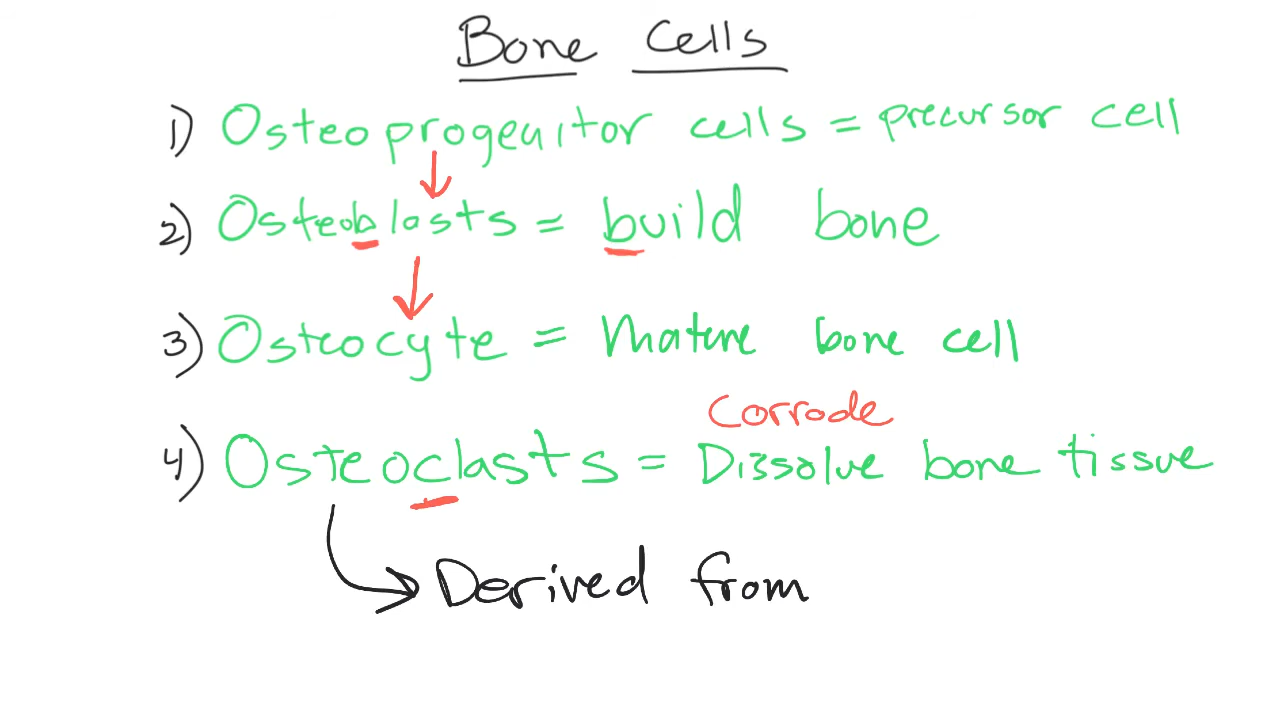 Bone Cells
1) Osteoprogenitor cells = precursor cell
2) Osteoblasts = build bone
3) Osteocyte = Mature bone cell
Corrode
4) Osteoclasts = Dissolve bone tissue
Derived from